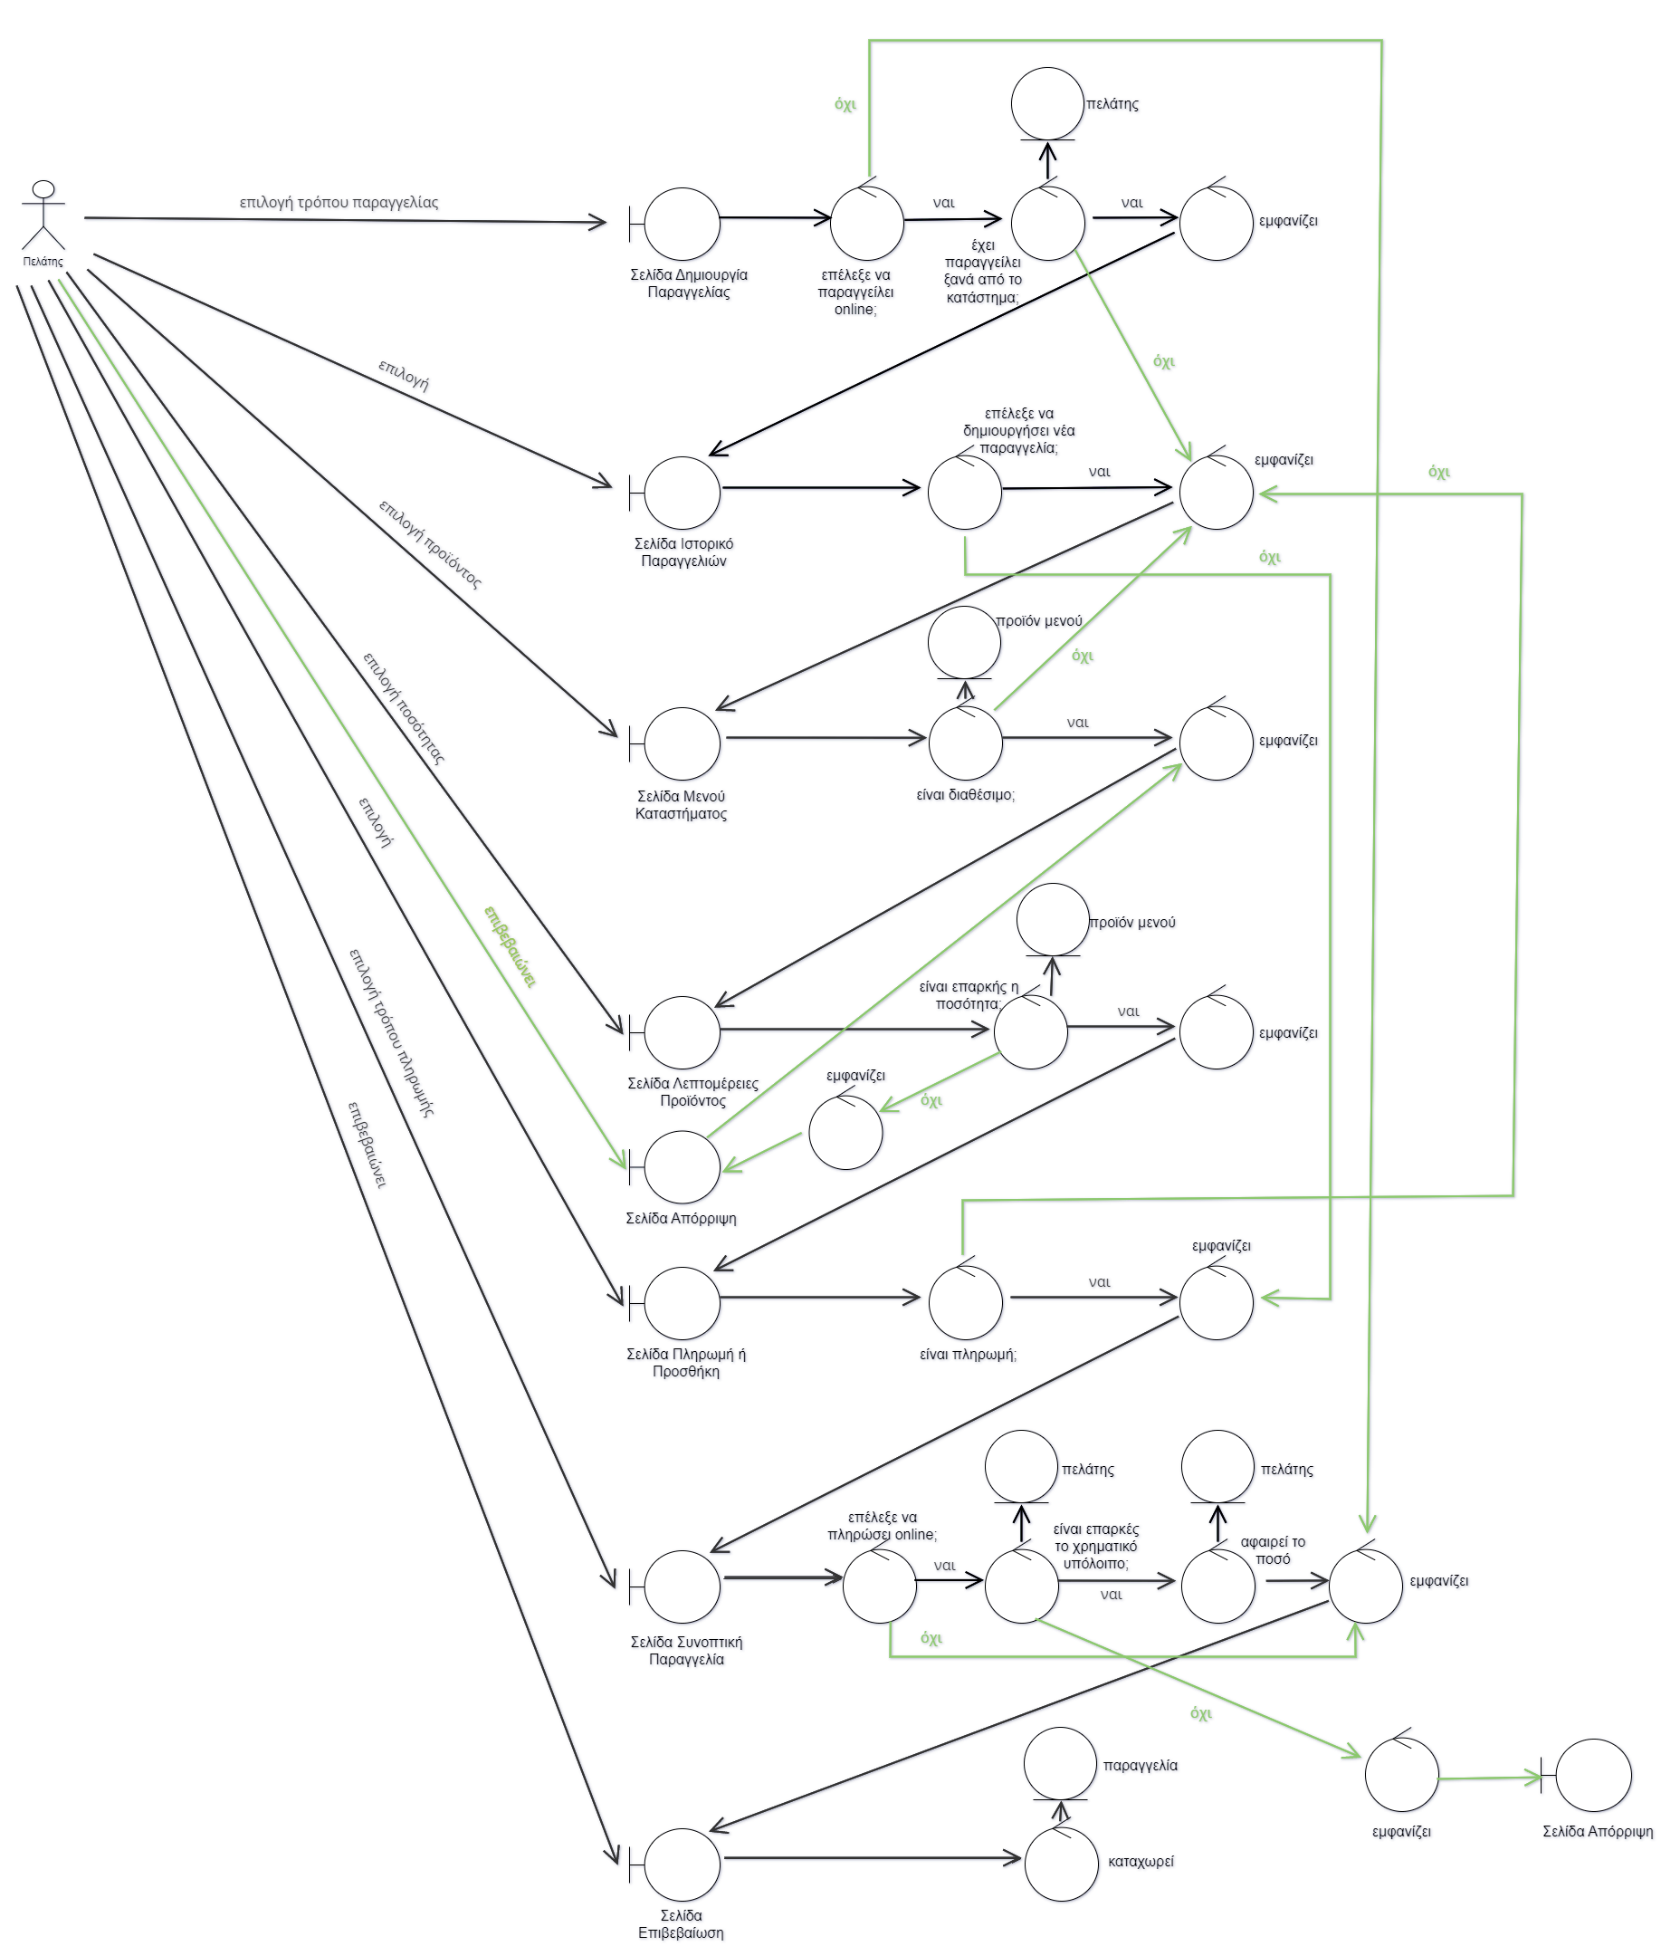 όχι
πελάτης
επιλογή τρόπου παραγγελίας
ναι
ναι
εμφανίζει
Πελάτης
Σελίδα Δημιουργία
Παραγγελίας
επέλεξε να
παραγγείλει
online;
έχει
παραγγείλει
ξανά από το
κατάστημα;
όχι
επιλογή
επέλεξε να
δημιουργήσει νέα
παραγγελία;
ναι
εμφανίζει
όχι
Σελίδα Ιστορικό
Παραγγελιών
όχι
επιλογή προϊόντος
προϊόν μενού
όχι
ναι
εμφανίζει
Σελίδα Μενού
Καταστήματος
είναι διαθέσιμο;
επιλογή ποσότητας
επιλογή
επιβεβαιώνει
προϊόν μενού
είναι επαρκής η
ποσότητα;
ναι
εμφανίζει
Σελίδα Λεπτομέρειες
Προϊόντος
εμφανίζει
όχι
επιλογή τρόπου πληρωμής
επιβεβαιώνει
Σελίδα Απόρριψη
εμφανίζει
ναι
Σελίδα Πληρωμή ή
Προσθήκη
είναι πληρωμή;
πελάτης
πελάτης
επέλεξε να
πληρώσει online;
ναι
είναι επαρκές
το χρηματικό
υπόλοιπο;
ναι
αφαιρεί το
ποσό
εμφανίζει
Σελίδα Συνοπτική
Παραγγελία
όχι
όχι
παραγγελία
εμφανίζει
Σελίδα Απόρριψη
καταχωρεί
Σελίδα
Επιβεβαίωση